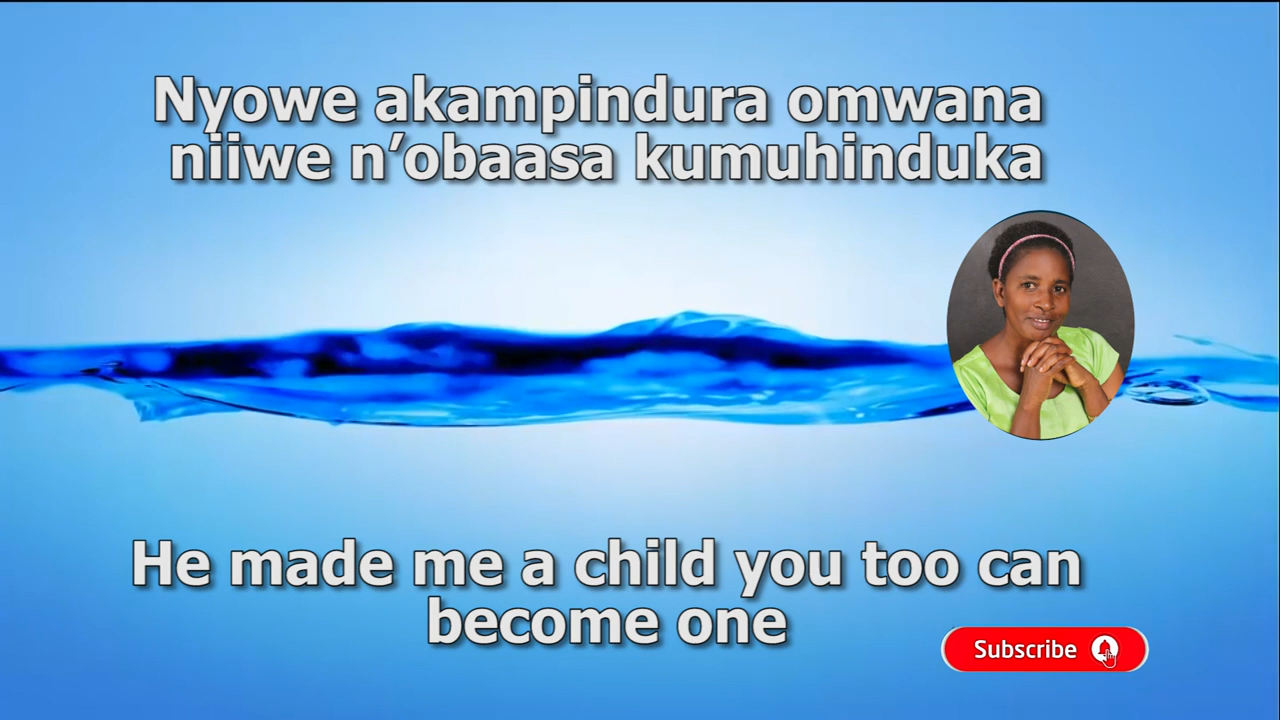 Nyowe akampindura omwana
niiwe n’obaasa kumuhinduka
He made me a child you too can
become one
Subscribe